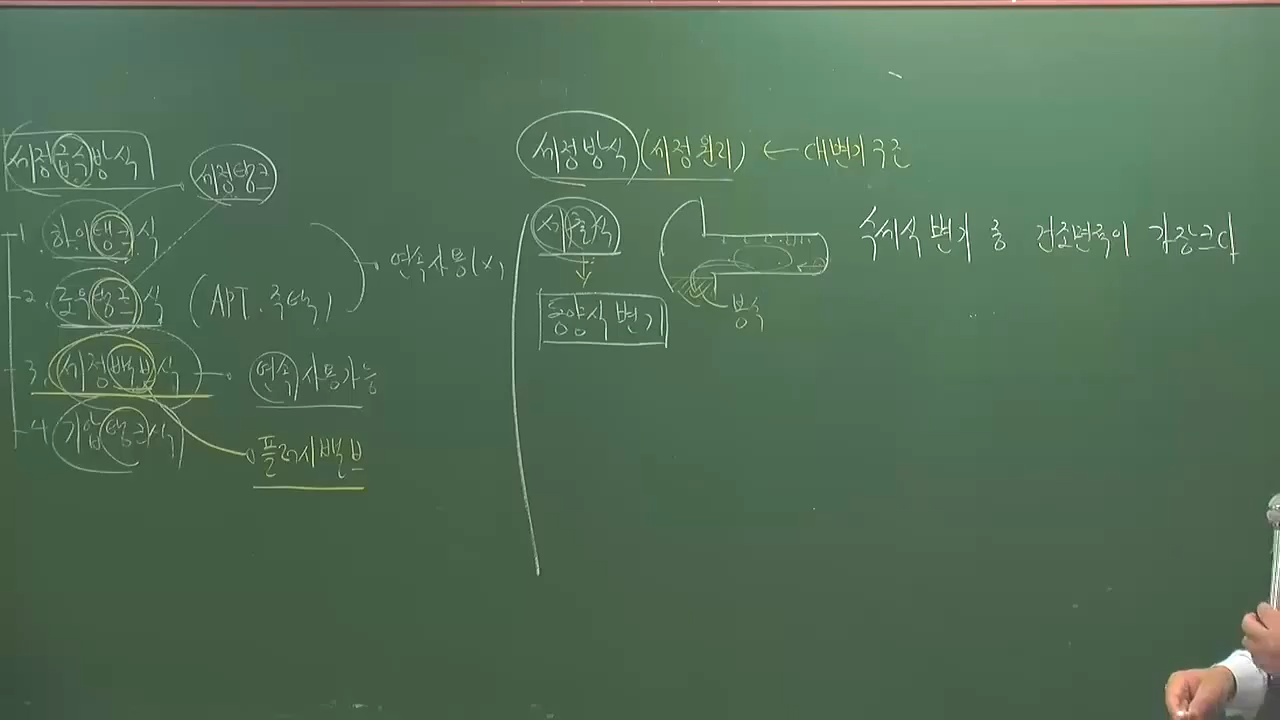 세정급수방식
세정탱크
1. 하이탱크식
2. 로우탱크식 (APT. 주택)
연속사용(x)
3. 세정밸브식
연속사용가능
4. 기압탱크식
플러시밸브
세정방식 (세정원리) ← 대변기구조
세출식
동양식변기
봉수
수세식 변기 중 건조면적이 가장크다